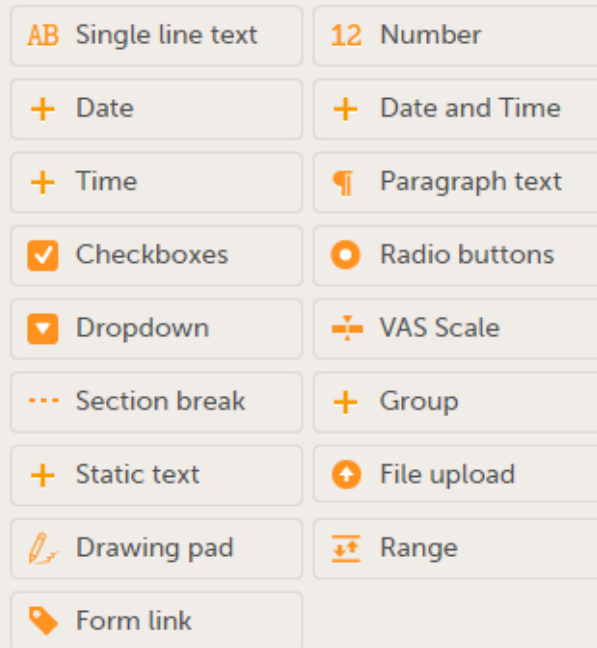 AB Single line text
12 Number
Date
Date and Time
Time
¶ Paragraph text
Checkboxes
Radio buttons
Dropdown
VAS Scale
Section break
Group
Static text
File upload
Drawing pad
Range
Form link